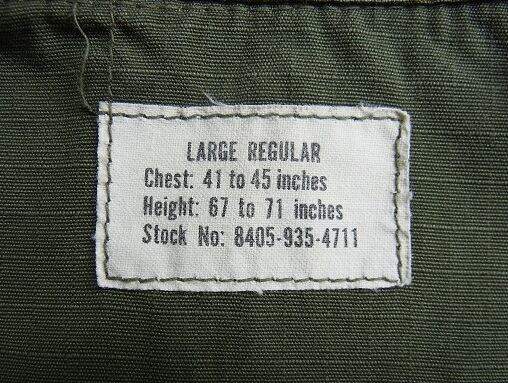 LARGE REGULAR
Chest: 41 to 45 inches
Height: 67 to 71 inches
Stock No: 8405-935-4711